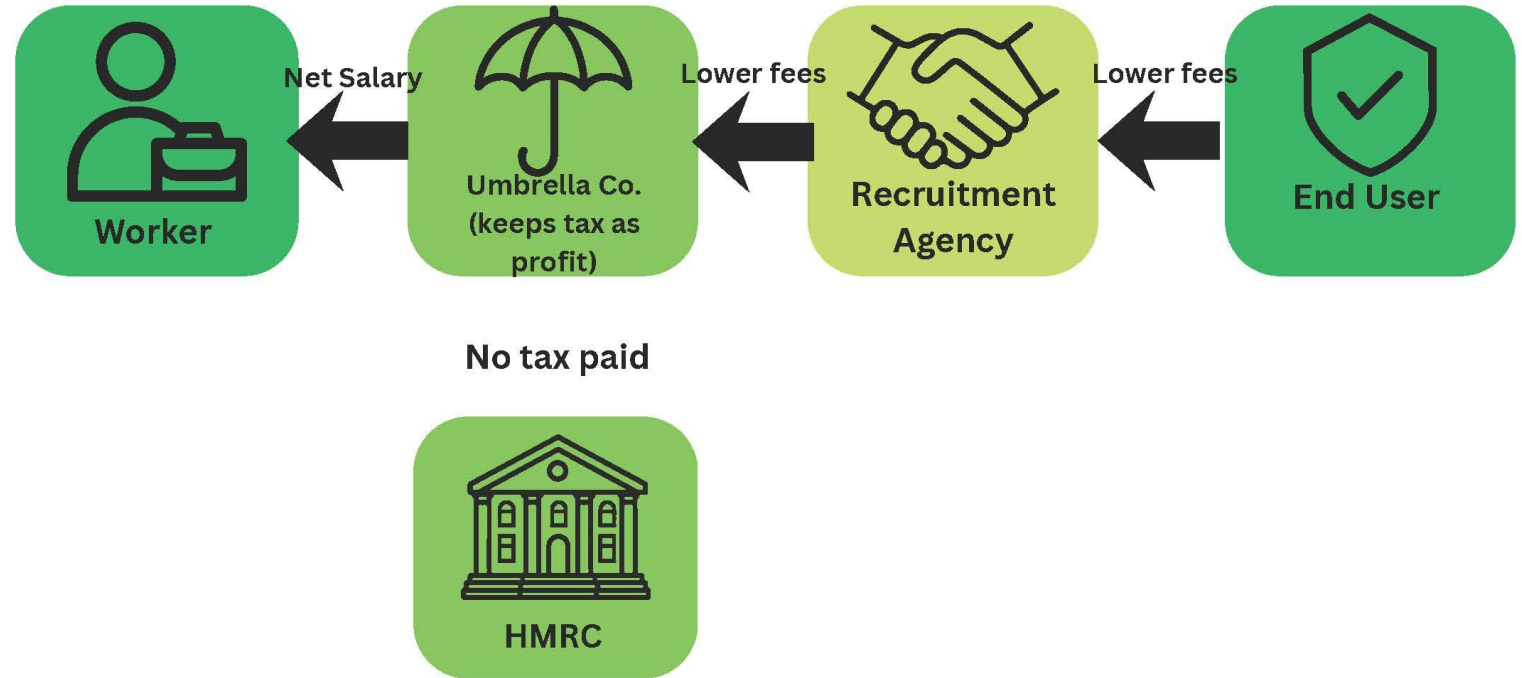 Net Salary
Lower fees
Lower fees
Worker
Umbrella Co.
(keeps tax as
profit)
Recruitment
Agency
End User
No tax paid
HMRC